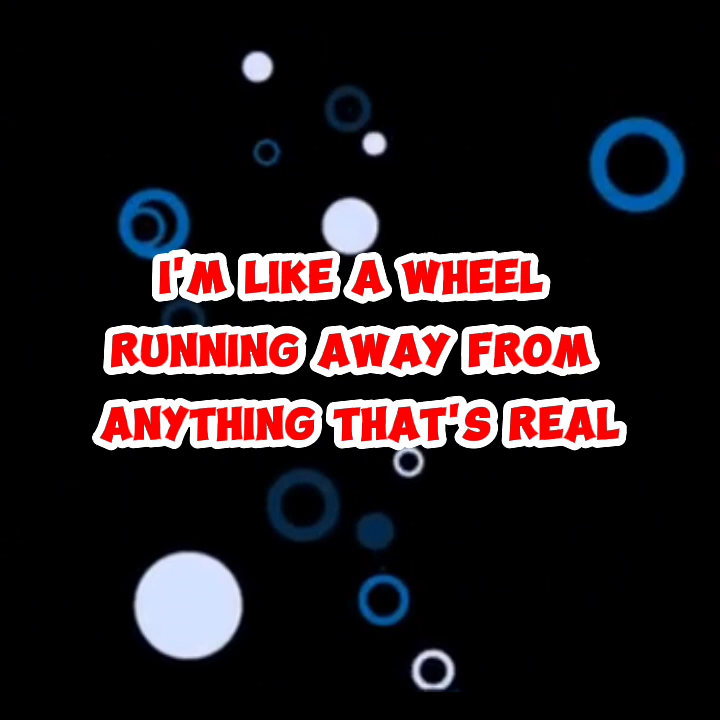 I'M LIKE A WHEEL
RUNNING AWAY FROM
ANYTHING THAT'S REAL